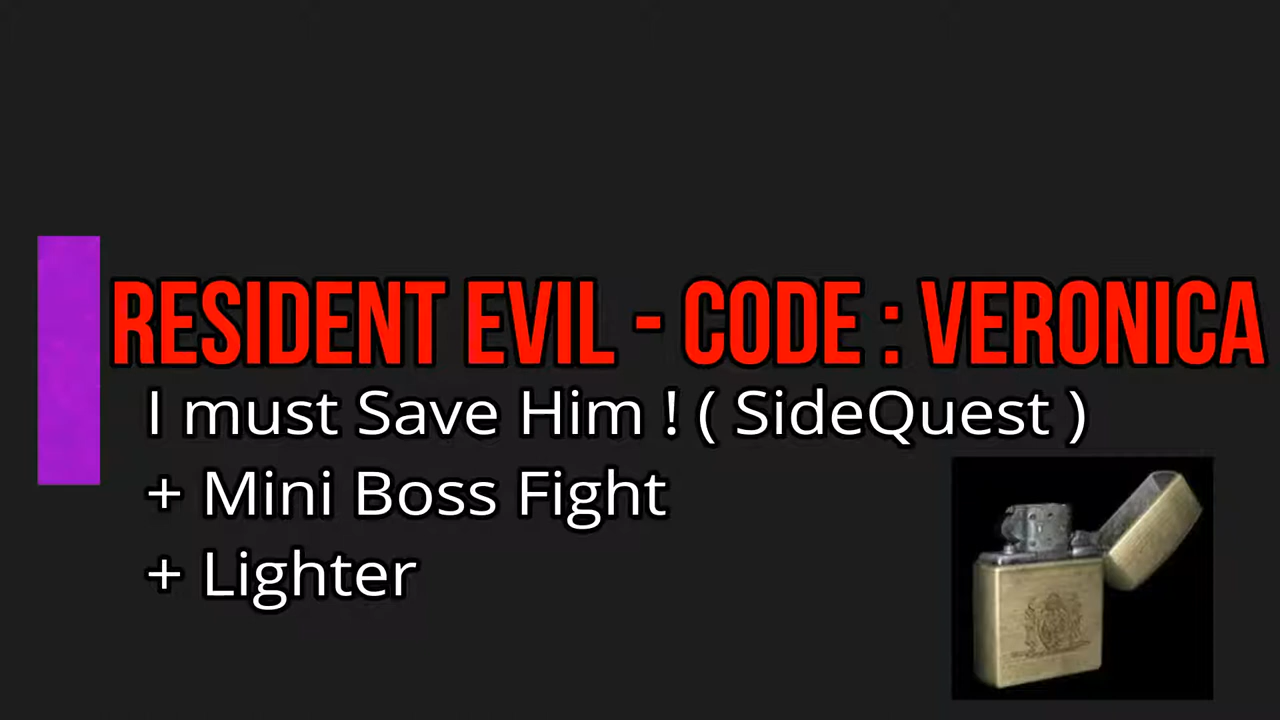 RESIDENT EVIL - CODE : VERONICA
I must Save Him ! ( SideQuest )
+ Mini Boss Fight
+ Lighter